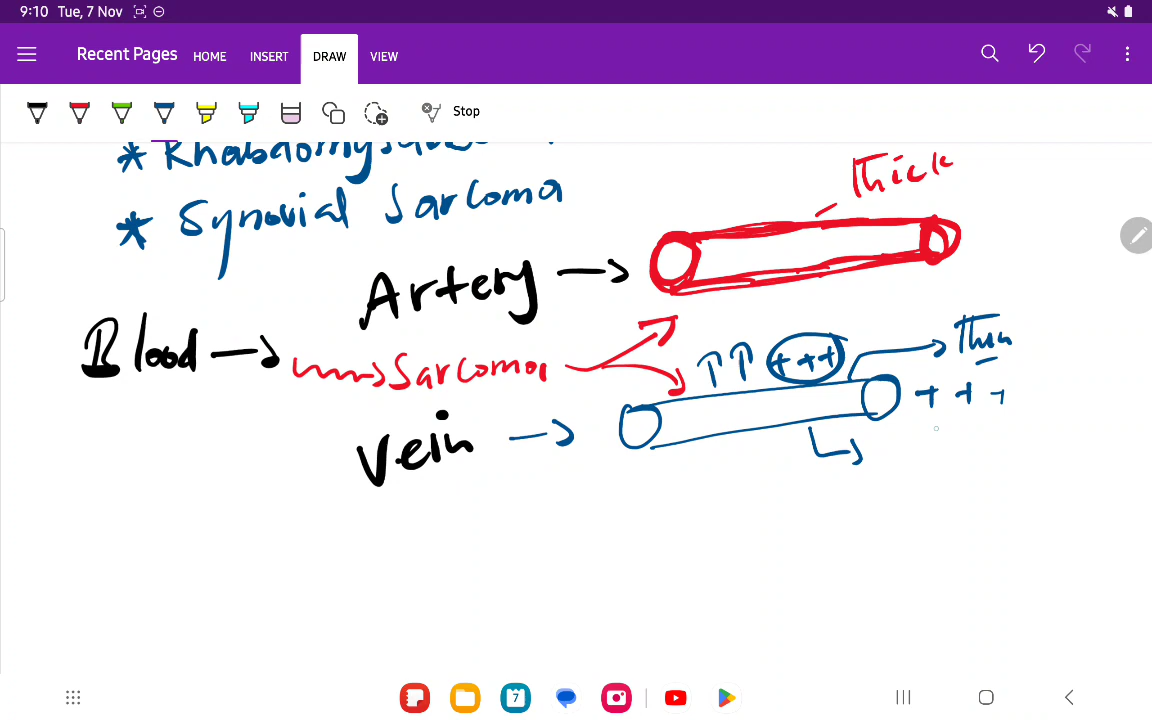 9:10 Tue, 7 Nov
Recent Pages HOME INSERT DRAW VIEW
Stop
* Synovial Sarcoma
Thick
Artery →
Blood →
Sarcoma
↑↑ +++
Thin
+ + +
Vein →
7